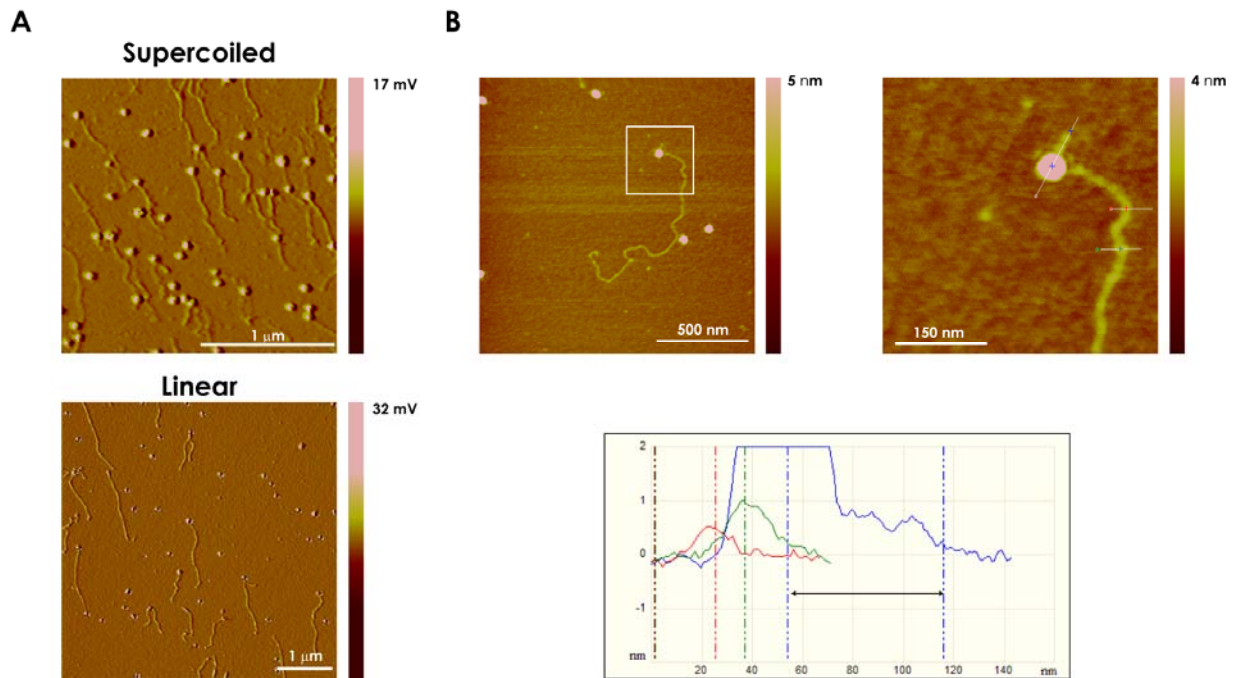 A
B
Supercoiled
17 mV
1 μm
Linear
32 mV
1 μm
5 nm
500 nm
4 nm
150 nm
2
1
0
-1
nm
20
40
60
80
100
120
140
nm